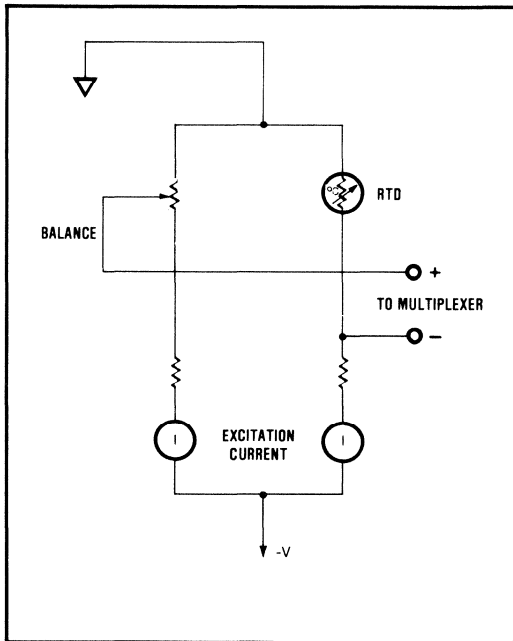 RTD
°C
BALANCE
+
TO MULTIPLEXER
−
I
EXCITATION
CURRENT
I
-V